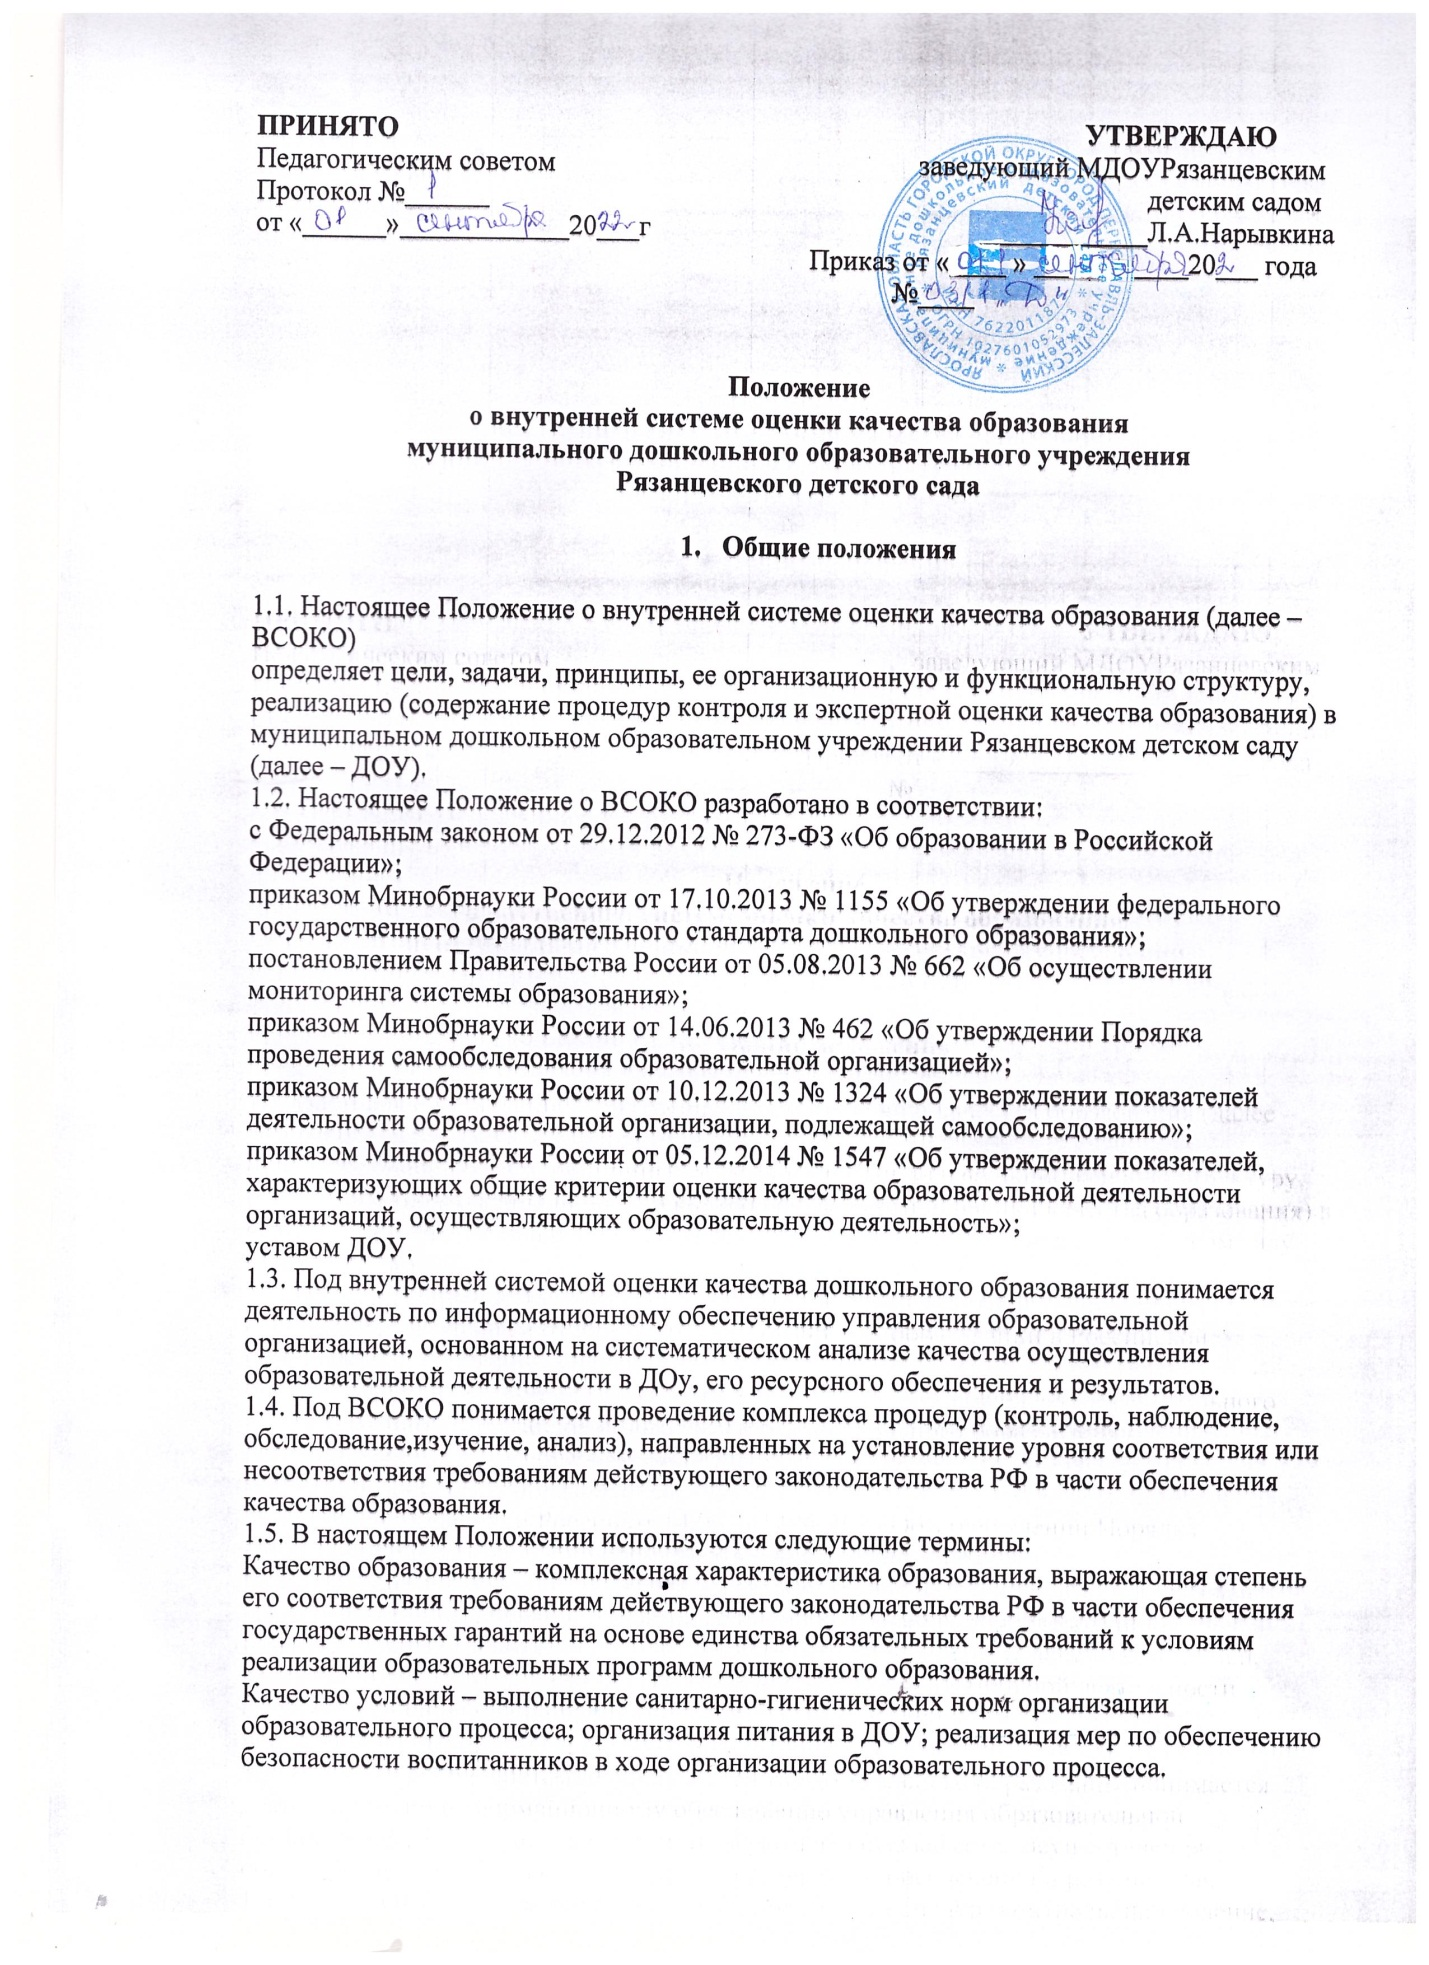 ПРИНЯТО
Педагогическим советом
Протокол № 1
от « 01 » сентября 2022 г
УТВЕРЖДАЮ
заведующий МДОУРязанцевским
детским садом
Л.А.Нарывкина
Приказ от « 01 » сентября 202 года
№
Положение
о внутренней системе оценки качества образования
муниципального дошкольного образовательного учреждения
Рязанцевского детского сада
1. Общие положения
1.1. Настоящее Положение о внутренней системе оценки качества образования (далее –
ВСОКО)
определяет цели, задачи, принципы, ее организационную и функциональную структуру,
реализацию (содержание процедур контроля и экспертной оценки качества образования) в
муниципальном дошкольном образовательном учреждении Рязанцевском детском саду
(далее – ДОУ).
1.2. Настоящее Положение о ВСОКО разработано в соответствии:
с Федеральным законом от 29.12.2012 № 273-ФЗ «Об образовании в Российской
Федерации»;
приказом Минобрнауки России от 17.10.2013 № 1155 «Об утверждении федерального
государственного образовательного стандарта дошкольного образования»;
постановлением Правительства России от 05.08.2013 № 662 «Об осуществлении
мониторинга системы образования»;
приказом Минобрнауки России от 14.06.2013 № 462 «Об утверждении Порядка
проведения самообследования образовательной организацией»;
приказом Минобрнауки России от 10.12.2013 № 1324 «Об утверждении показателей
деятельности образовательной организации, подлежащей самообследованию»;
приказом Минобрнауки России от 05.12.2014 № 1547 «Об утверждении показателей,
характеризующих общие критерии оценки качества образовательной деятельности
организаций, осуществляющих образовательную деятельность»;
уставом ДОУ.
1.3. Под внутренней системой оценки качества дошкольного образования понимается
деятельность по информационному обеспечению управления образовательной
организацией, основанном на систематическом анализе качества осуществления
образовательной деятельности в ДОу, его ресурсного обеспечения и результатов.
1.4. Под ВСОКО понимается проведение комплекса процедур (контроль, наблюдение,
обследование,изучение, анализ), направленных на установление уровня соответствия или
несоответствия требованиям действующего законодательства РФ в части обеспечения
качества образования.
1.5. В настоящем Положении используются следующие термины:
Качество образования – комплексная характеристика образования, выражающая степень
его соответствия требованиям действующего законодательства РФ в части обеспечения
государственных гарантий на основе единства обязательных требований к условиям
реализации образовательных программ дошкольного образования.
Качество условий – выполнение санитарно-гигиенических норм организации
образовательного процесса; организация питания в ДОУ; реализация мер по обеспечению
безопасности воспитанников в ходе организации образовательного процесса.